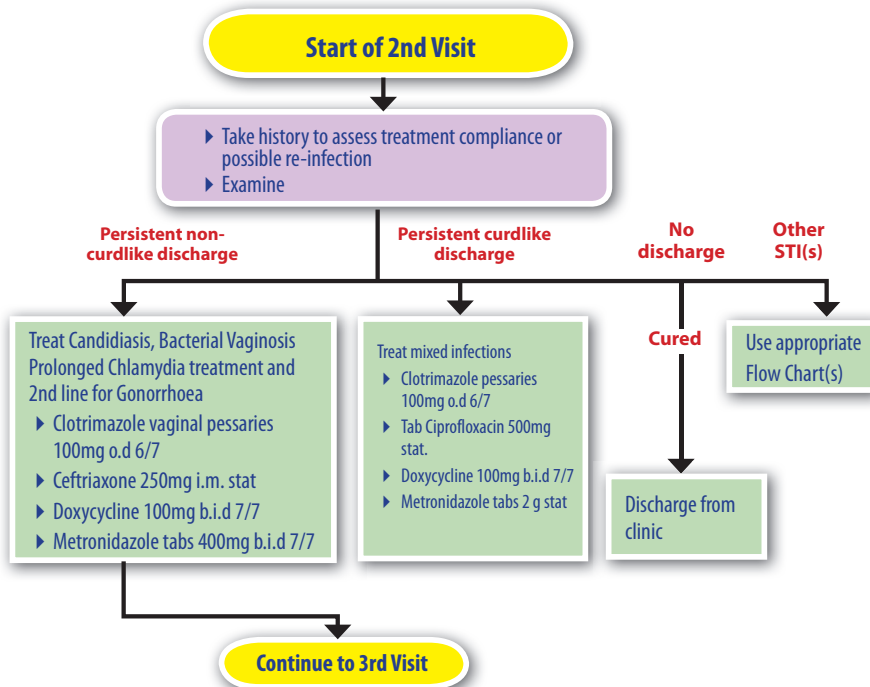 Start of 2nd Visit
▶ Take history to assess treatment compliance or
possible re-infection
▶ Examine
Persistent non-
curdlike discharge
Persistent curdlike
discharge
No
discharge
Other
STI(s)
Treat Candidiasis, Bacterial Vaginosis
Prolonged Chlamydia treatment and
2nd line for Gonorrhoea
▶ Clotrimazole vaginal pessaries
100mg o.d 6/7
▶ Ceftriaxone 250mg i.m. stat
▶ Doxycycline 100mg b.i.d 7/7
▶ Metronidazole tabs 400mg b.i.d 7/7
Treat mixed infections
▶ Clotrimazole pessaries
100mg o.d 6/7
▶ Tab Ciprofloxacin 500mg
stat.
▶ Doxycycline 100mg b.i.d 7/7
▶ Metronidazole tabs 2 g stat
Cured
Discharge from
clinic
Use appropriate
Flow Chart(s)
Continue to 3rd Visit